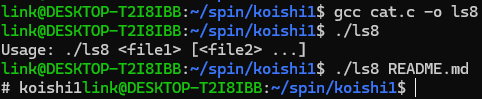 link@DESKTOP-T2I8IBB:~/spin/koishi1$ gcc cat.c -o ls8
link@DESKTOP-T2I8IBB:~/spin/koishi1$ ./ls8
Usage: ./ls8 <file1> [<file2> ...]
link@DESKTOP-T2I8IBB:~/spin/koishi1$ ./ls8 README.md
# koishi1link@DESKTOP-T2I8IBB:~/spin/koishi1$